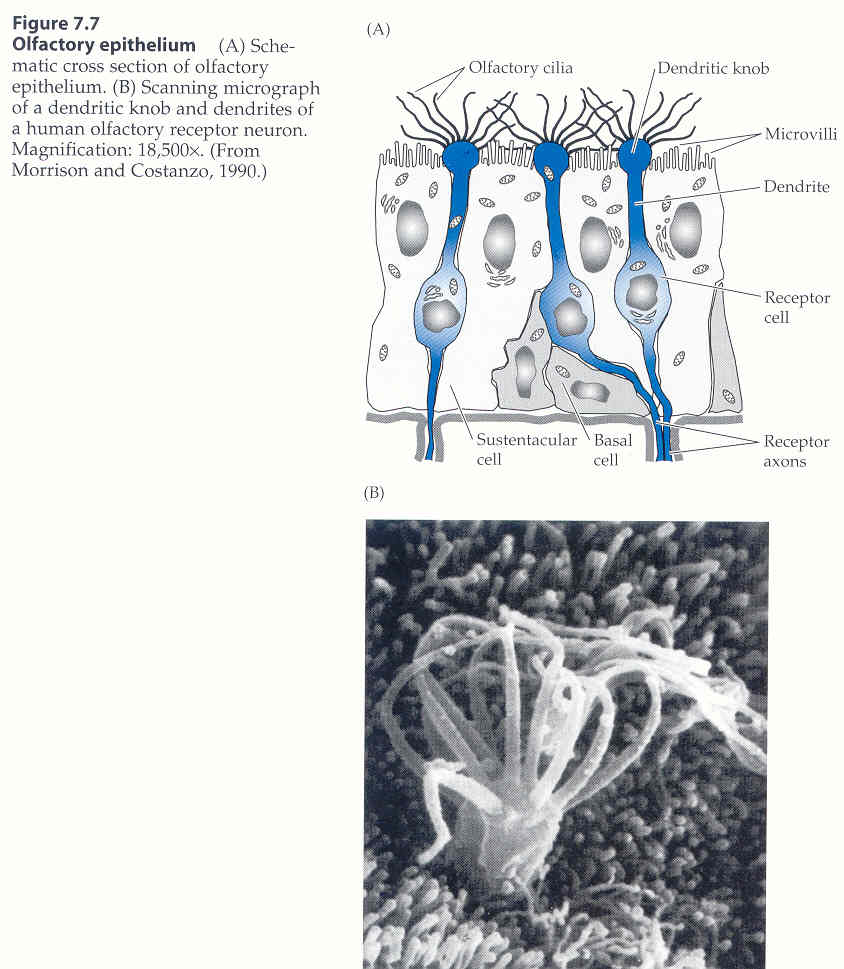 Figure 7.7
Olfactory epithelium (A) Sche-
matic cross section of olfactory
epithelium. (B) Scanning micrograph
of a dendritic knob and dendrites of
a human olfactory receptor neuron.
Magnification: 18,500×. (From
Morrison and Costanzo, 1990.)
(A)
Olfactory cilia
Dendritic knob
Microvilli
Dendrite
Receptor
cell
Sustentacular
cell
Basal
cell
Receptor
axons
(B)